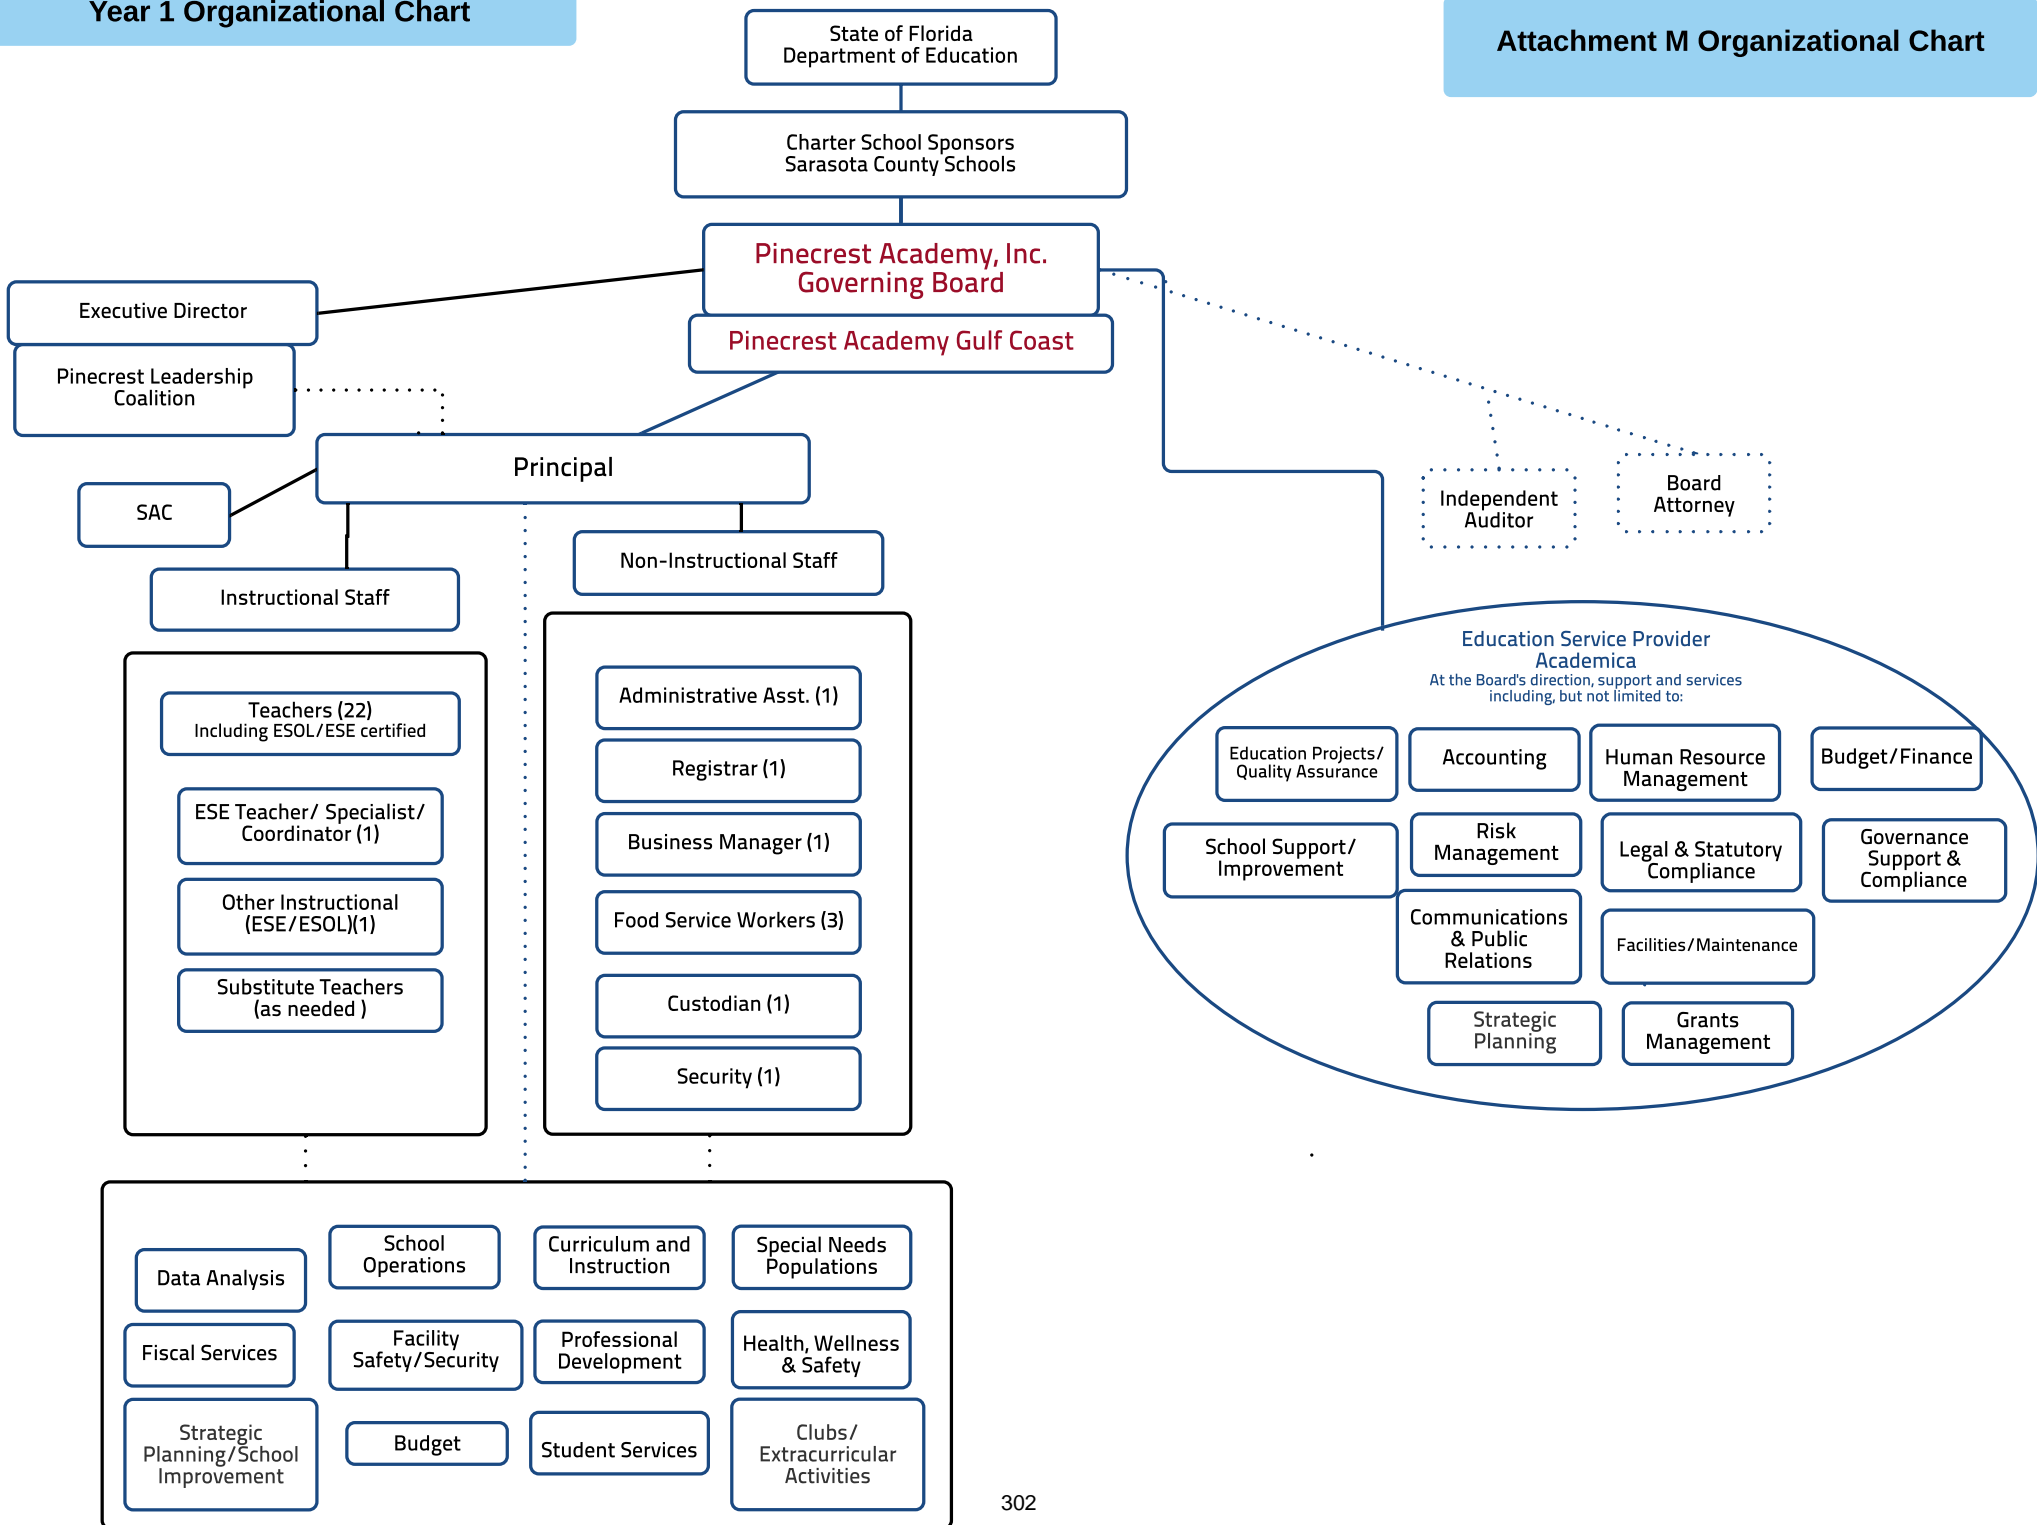 Year 1 Organizational Chart
Attachment M Organizational Chart
State of Florida
Department of Education
Charter School Sponsors
Sarasota County Schools
Pinecrest Academy, Inc.
Governing Board
Pinecrest Academy Gulf Coast
Executive Director
Pinecrest Leadership
Coalition
Principal
SAC
Instructional Staff
Non-Instructional Staff
Independent
Auditor
Board
Attorney
Teachers (22)
Including ESOL/ESE certified
ESE Teacher/ Specialist/
Coordinator (1)
Other Instructional
(ESE/ESOL)(1)
Substitute Teachers
(as needed )
Administrative Asst. (1)
Registrar (1)
Business Manager (1)
Food Service Workers (3)
Custodian (1)
Security (1)
Education Service Provider
Academica
At the Board's direction, support and services
including, but not limited to:
Education Projects/
Quality Assurance
Accounting
Human Resource
Management
Budget/Finance
School Support/
Improvement
Risk
Management
Legal & Statutory
Compliance
Governance
Support &
Compliance
Communications
& Public
Relations
Facilities/Maintenance
Strategic
Planning
Grants
Management
Data Analysis
School
Operations
Curriculum and
Instruction
Special Needs
Populations
Fiscal Services
Facility
Safety/Security
Professional
Development
Health, Wellness
& Safety
Strategic
Planning/School
Improvement
Budget
Student Services
Clubs/
Extracurricular
Activities
302